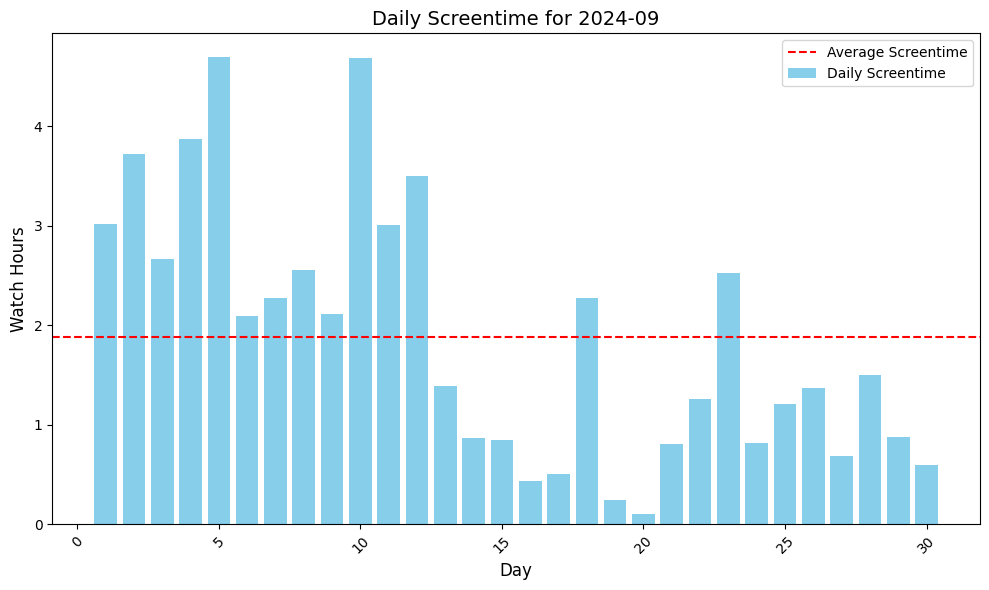 Daily Screentime for 2024-09
Average Screentime
Daily Screentime
Watch Hours
4
3
2
1
0
0 5 10 15 20 25 30
Day